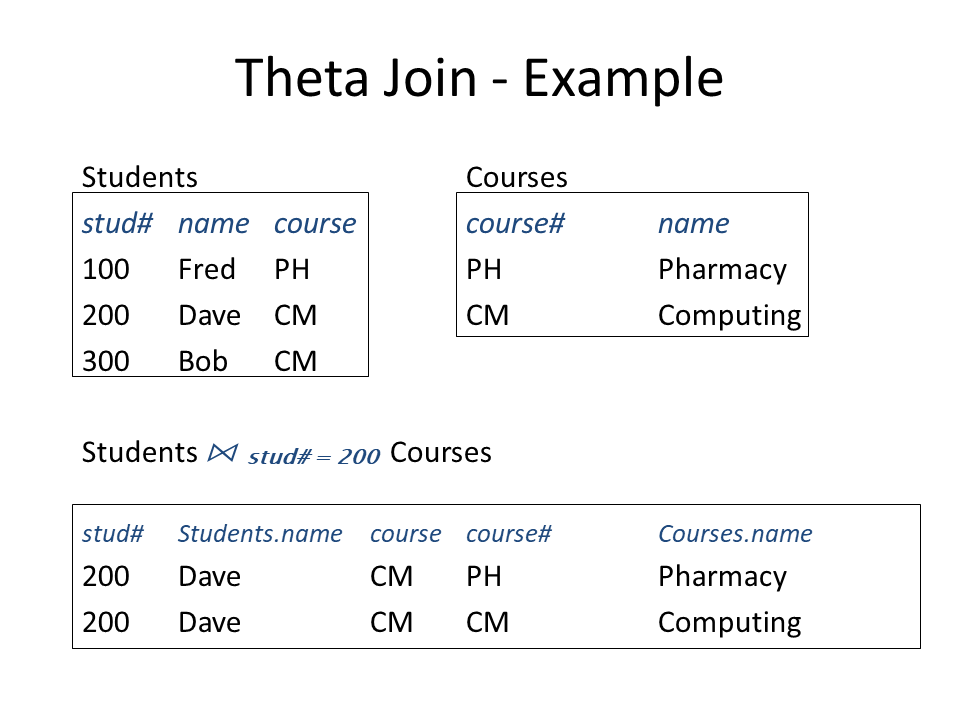 Theta Join - Example
Students
stud# name course
100 Fred PH
200 Dave CM
300 Bob CM
Courses
course# name
PH Pharmacy
CM Computing
Students ⋈ stud# = 200 Courses
stud# Students.name course course# Courses.name
200 Dave CM PH Pharmacy
200 Dave CM CM Computing